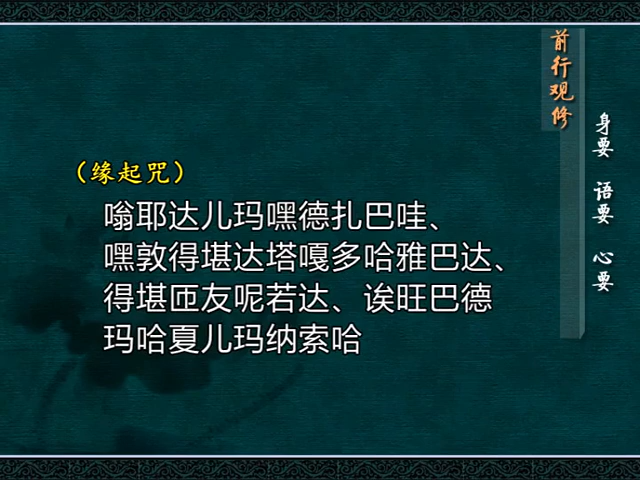 前行观修
身要 语要 心要
（缘起咒）
嗡耶达儿玛嘿德扎巴哇、
嘿敦得堪达塔嘎多哈雅巴达、
得堪匝友呢若达、诶旺巴德
玛哈夏儿玛纳索哈